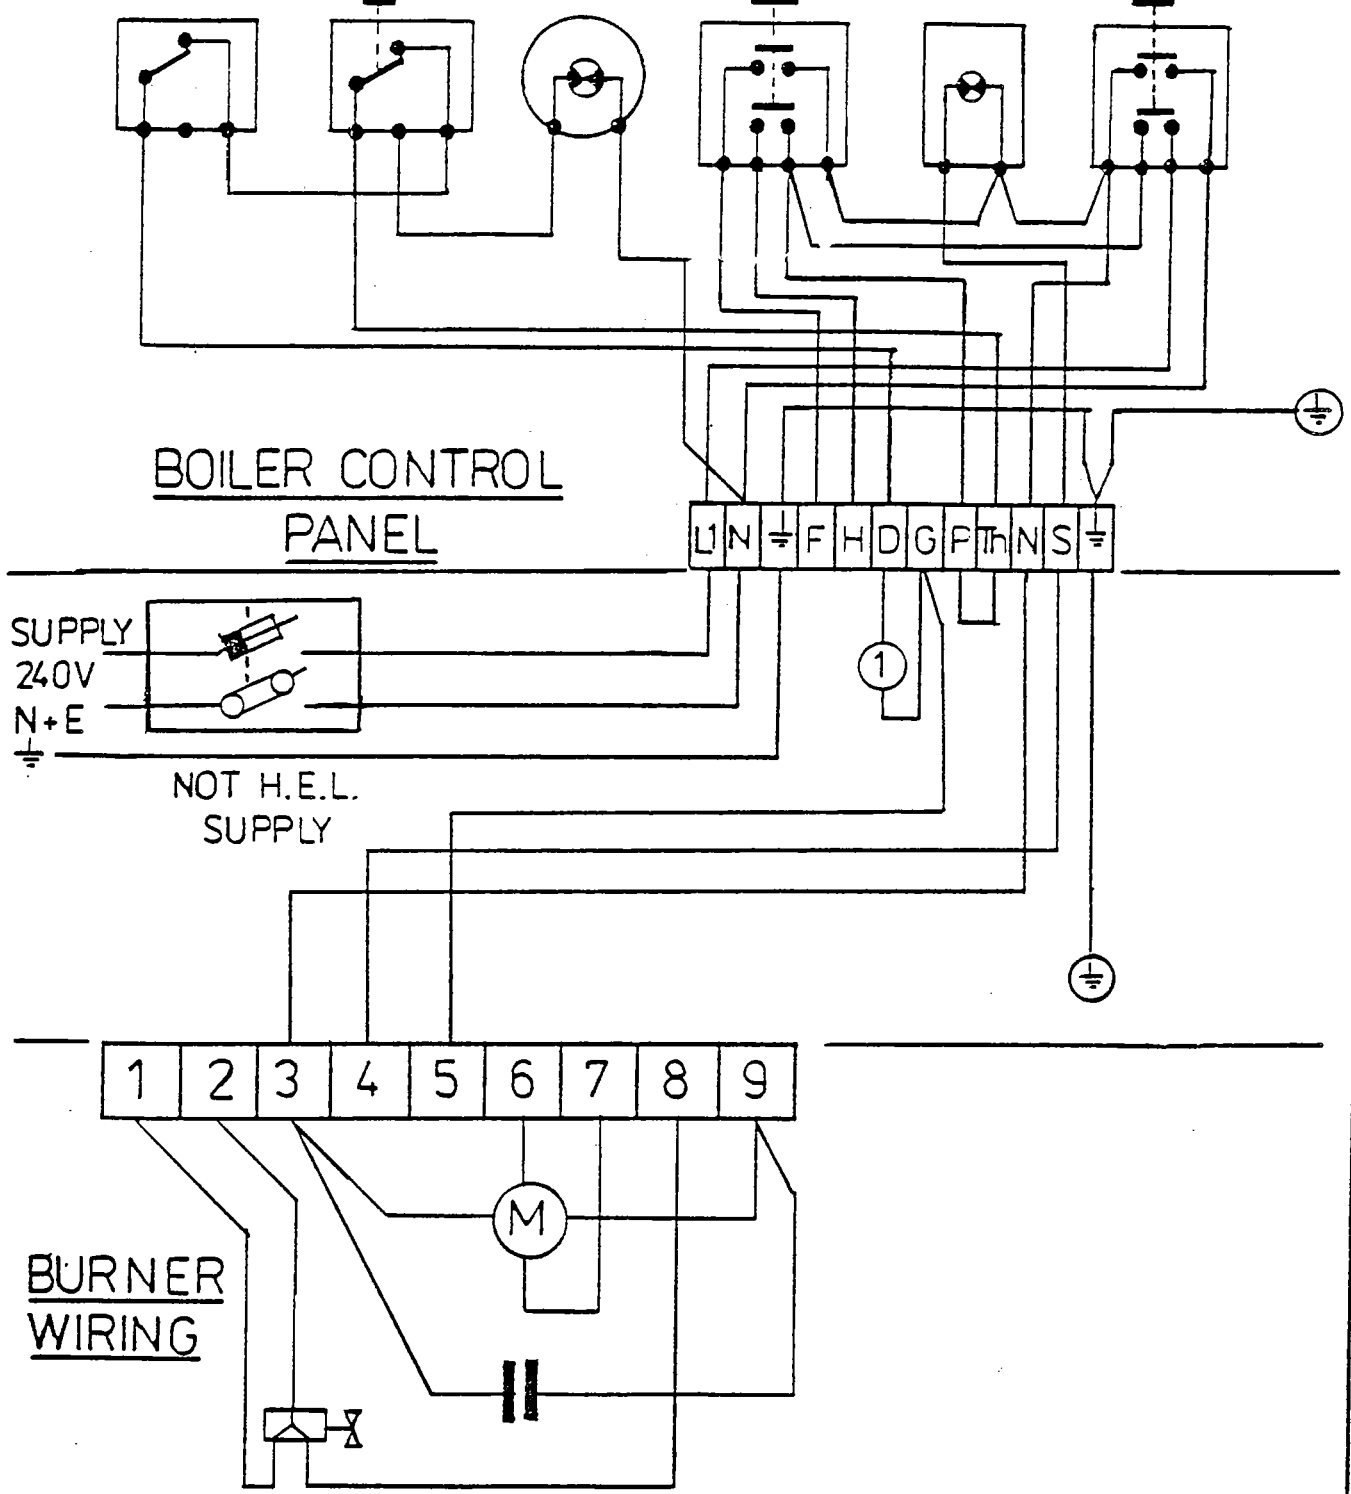 BOILER CONTROL
PANEL
L1 N F H D G P Th N S
SUPPLY
240V
N + E
1
NOT H.E.L.
SUPPLY
1 2 3 4 5 6 7 8 9
M
BURNER
WIRING